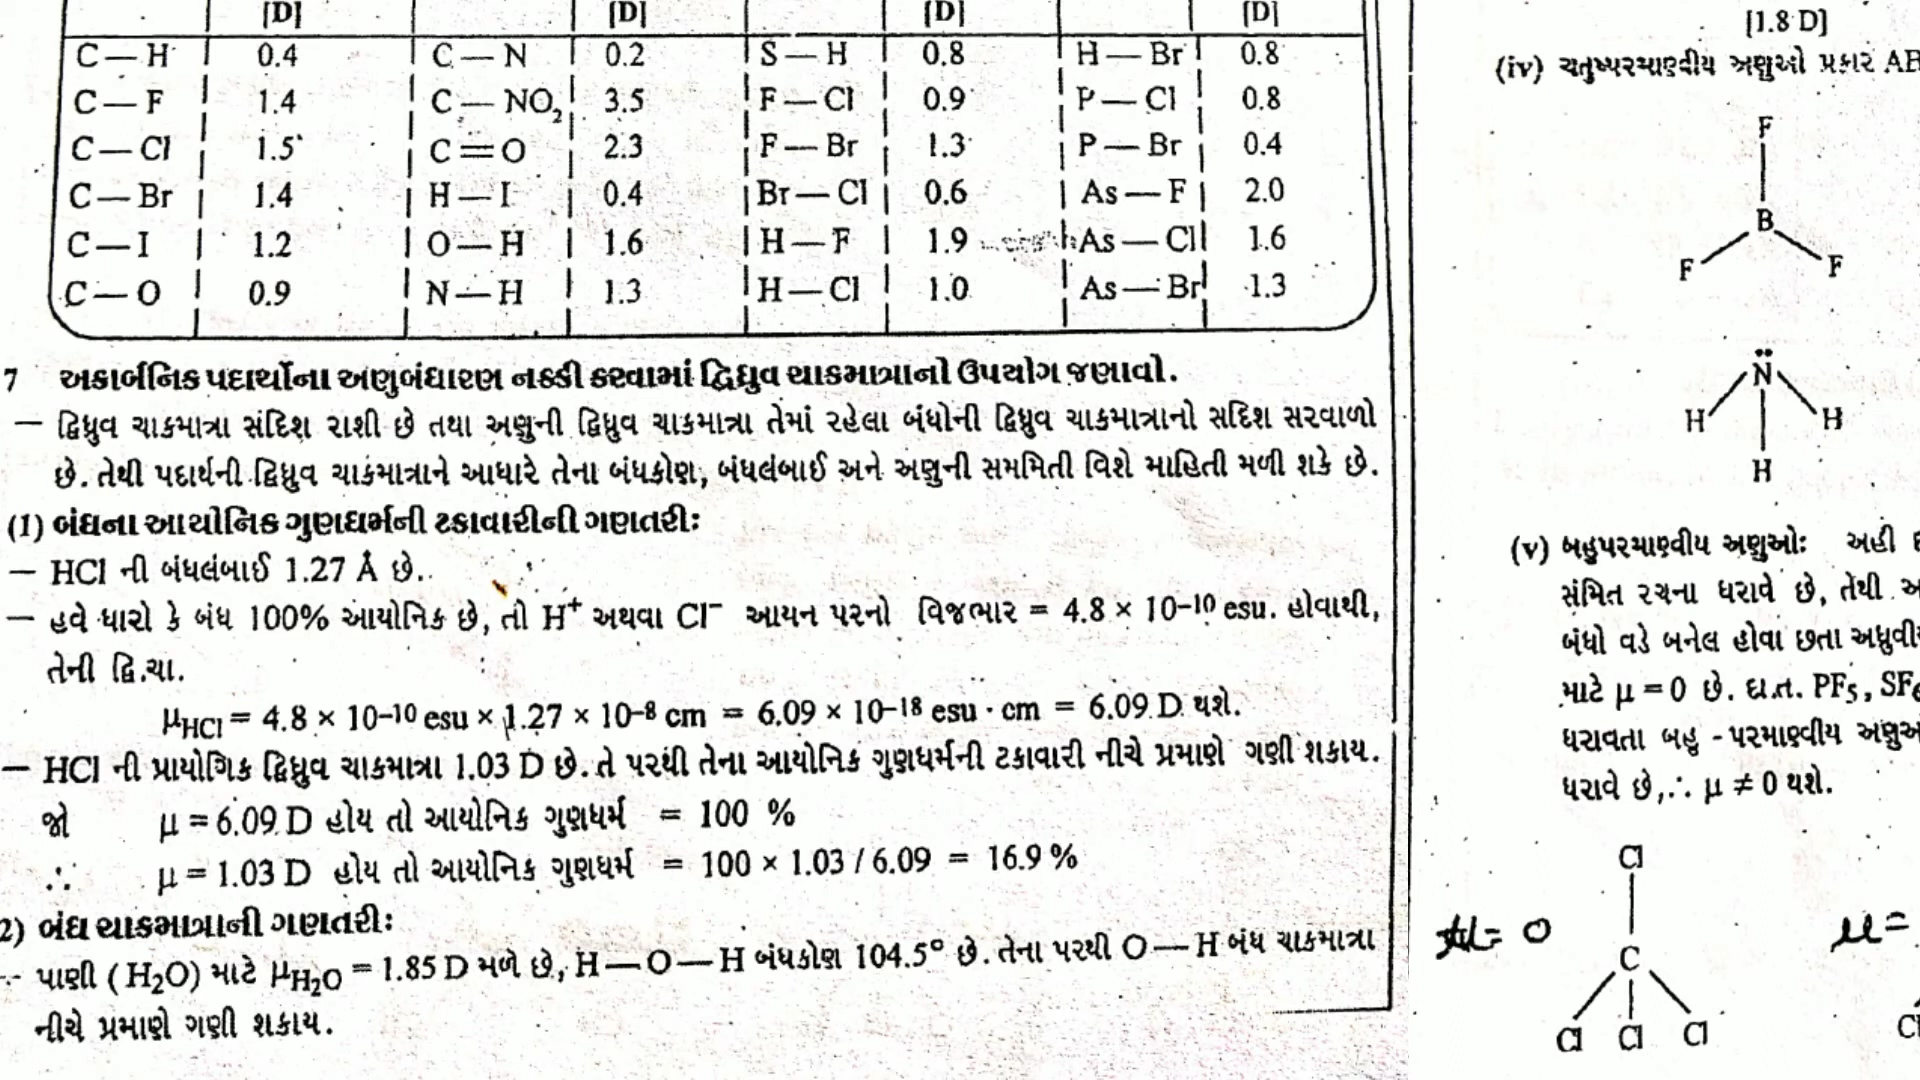 [D] [D] [D] [D]
C — H 0.4 C — N 0.2 S — H 0.8 H — Br 0.8
C — F 1.4 C — NO₂ 3.5 F — Cl 0.9 P — Cl 0.8
C — Cl 1.5 C = O 2.3 F — Br 1.3 P — Br 0.4
C — Br 1.4 H — I 0.4 Br — Cl 0.6 As — F 2.0
C — I 1.2 O — H 1.6 H — F 1.9 As — Cl 1.6
C — O 0.9 N — H 1.3 H — Cl 1.0 As — Br 1.3
7 અકાર્બનિક પદાર્થોના અણુબંધારણ નક્કી કરવામાં દ્વિધ્રુવ ચાકમાત્રાનો ઉપયોગ જણાવો.
— દ્વિધ્રુવ ચાકમાત્રા સંદિશ રાશી છે તથા અણુની દ્વિધ્રુવ ચાકમાત્રા તેમાં રહેલા બંધોની દ્વિધ્રુવ ચાકમાત્રાનો સદિશ સરવાળો
છે. તેથી પદાર્થની દ્વિધ્રુવ ચાકમાત્રાને આધારે તેના બંધકોણ, બંધલંબાઈ અને અણુની સમમિતી વિશે માહિતી મળી શકે છે.
(1) બંધના આયોનિક ગુણધર્મની ટકાવારીની ગણતરીઃ
— HCl ની બંધલંબાઈ 1.27 Å છે.
— હવે ધારો કે બંધ 100% આયોનિક છે, તો H⁺ અથવા Cl⁻ આયન પરનો વિજભાર = 4.8 × 10⁻¹⁰ esu. હોવાથી,
તેની દ્વિ.ચા.
μHCl = 4.8 × 10⁻¹⁰ esu × 1.27 × 10⁻⁸ cm = 6.09 × 10⁻¹⁸ esu · cm = 6.09 D થશે.
— HCl ની પ્રાયોગિક દ્વિધ્રુવ ચાકમાત્રા 1.03 D છે. તે પરથી તેના આયોનિક ગુણધર્મની ટકાવારી નીચે પ્રમાણે ગણી શકાય.
જો μ = 6.09 D હોય તો આયોનિક ગુણધર્મ = 100 %
∴ μ = 1.03 D હોય તો આયોનિક ગુણધર્મ = 100 × 1.03 / 6.09 = 16.9 %
2) બંધ ચાકમાત્રાની ગણતરીઃ
-- પાણી (H₂O) માટે μH₂O = 1.85 D મળે છે, H — O — H બંધકોણ 104.5° છે. તેના પરથી O — H બંધ ચાકમાત્રા
નીચે પ્રમાણે ગણી શકાય.
[1.8 D]
(iv) ચતુષ્પરમાણ્વીય અણુઓ પ્રકાર
F
B
F F
N
H H
H
(v) બહુપરમાણ્વીય અણુઓઃ અહી
સંમિત રચના ધરાવે છે, તેથી
બંધો વડે બનેલ હોવા છતા
માટે μ = 0 છે. દા.ત. PF₅, SF₆
ધરાવતા બહુ - પરમાણ્વીય
ધરાવે છે,∴ μ ≠ 0 થશે.
Cl
μ = 0 C μ =
Cl Cl Cl